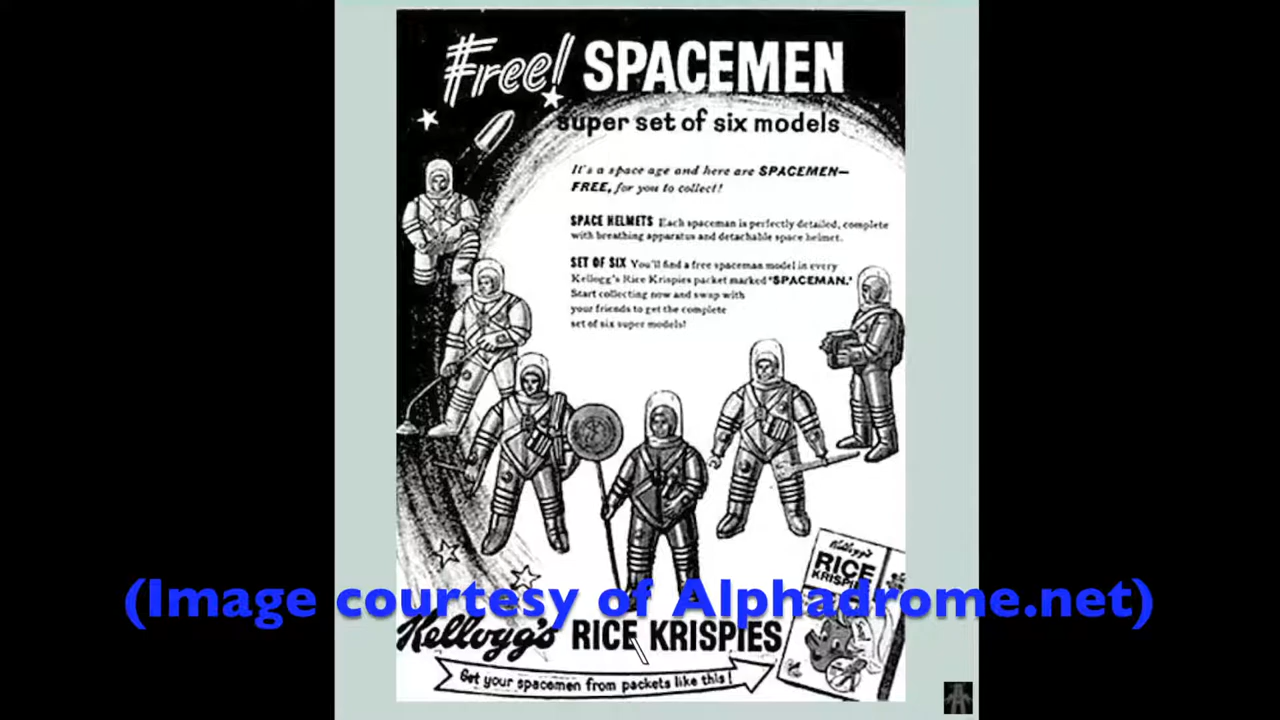 Free! SPACEMEN
super set of six models
It's a space age and here are SPACEMEN—
FREE, for you to collect!
SPACE HELMETS Each spaceman is perfectly detailed, complete
with breathing apparatus and detachable space helmet.
SET OF SIX You'll find a free spaceman model in every
Kellogg's Rice Krispies packet marked "SPACEMAN."
Start collecting now and swap with
your friends to get the complete
set of six super models!
Kellogg's
RICE
KRISPIES
(Image courtesy of Alphadrome.net)
Kellogg's RICE KRISPIES
Get your spacemen from packets like this!